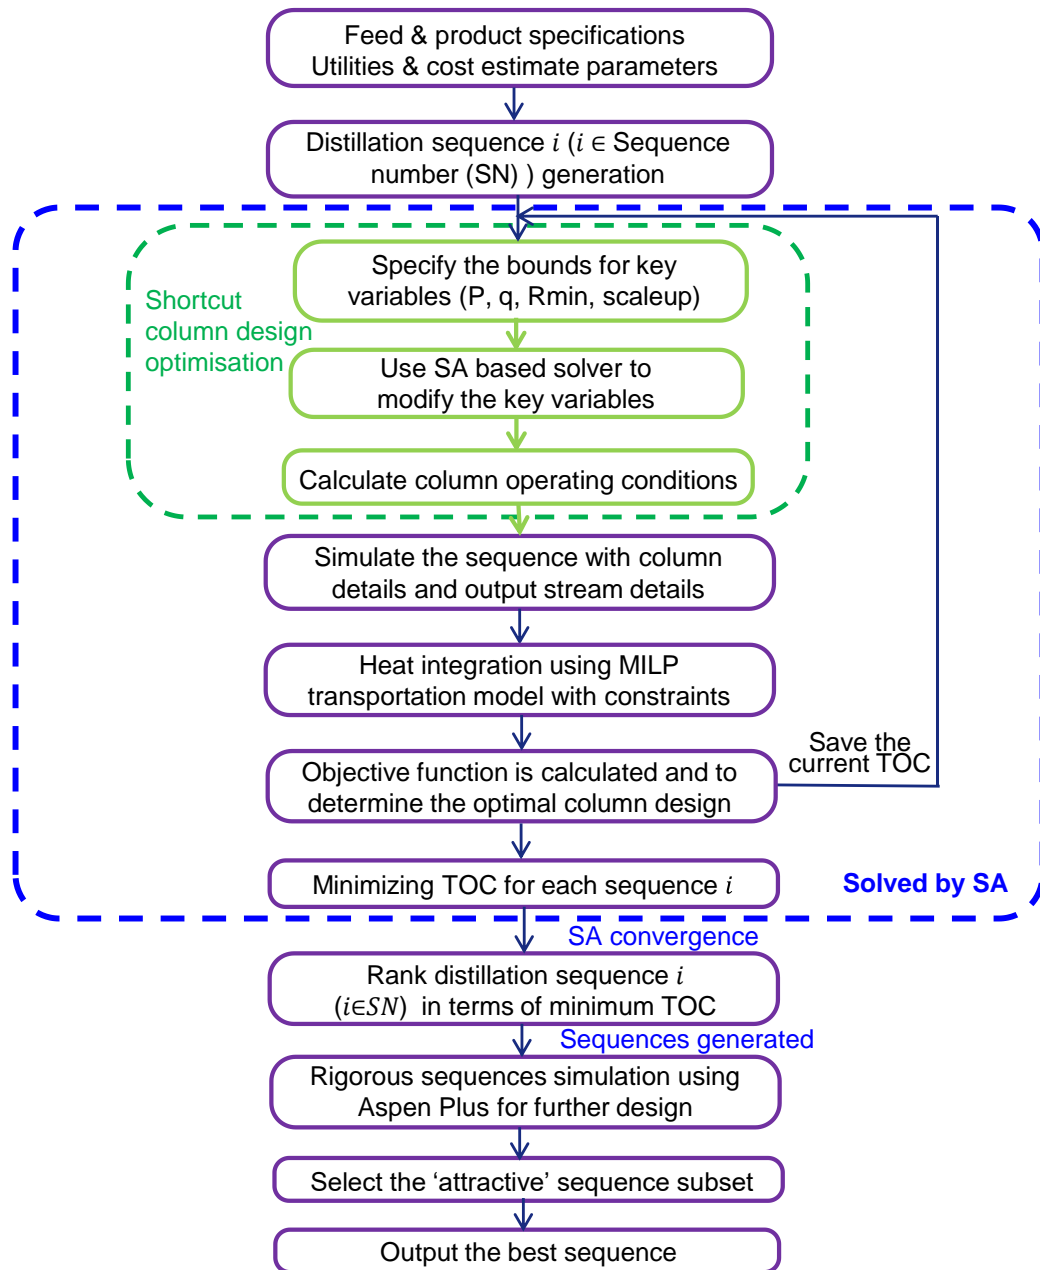 Feed & product specifications
Utilities & cost estimate parameters
Distillation sequence i (i ∈ Sequence
number (SN) ) generation
Shortcut
column design
optimisation
Specify the bounds for key
variables (P, q, Rmin, scaleup)
Use SA based solver to
modify the key variables
Calculate column operating conditions
Simulate the sequence with column
details and output stream details
Heat integration using MILP
transportation model with constraints
Save the
current TOC
Objective function is calculated and to
determine the optimal column design
Minimizing TOC for each sequence i
Solved by SA
SA convergence
Rank distillation sequence i
(i∈SN) in terms of minimum TOC
Sequences generated
Rigorous sequences simulation using
Aspen Plus for further design
Select the ‘attractive’ sequence subset
Output the best sequence